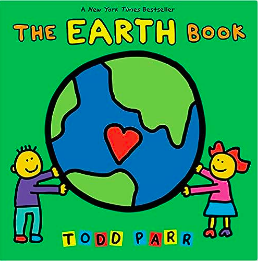 A New York Times Bestseller
THE EARTH BOOK
TODD PARR